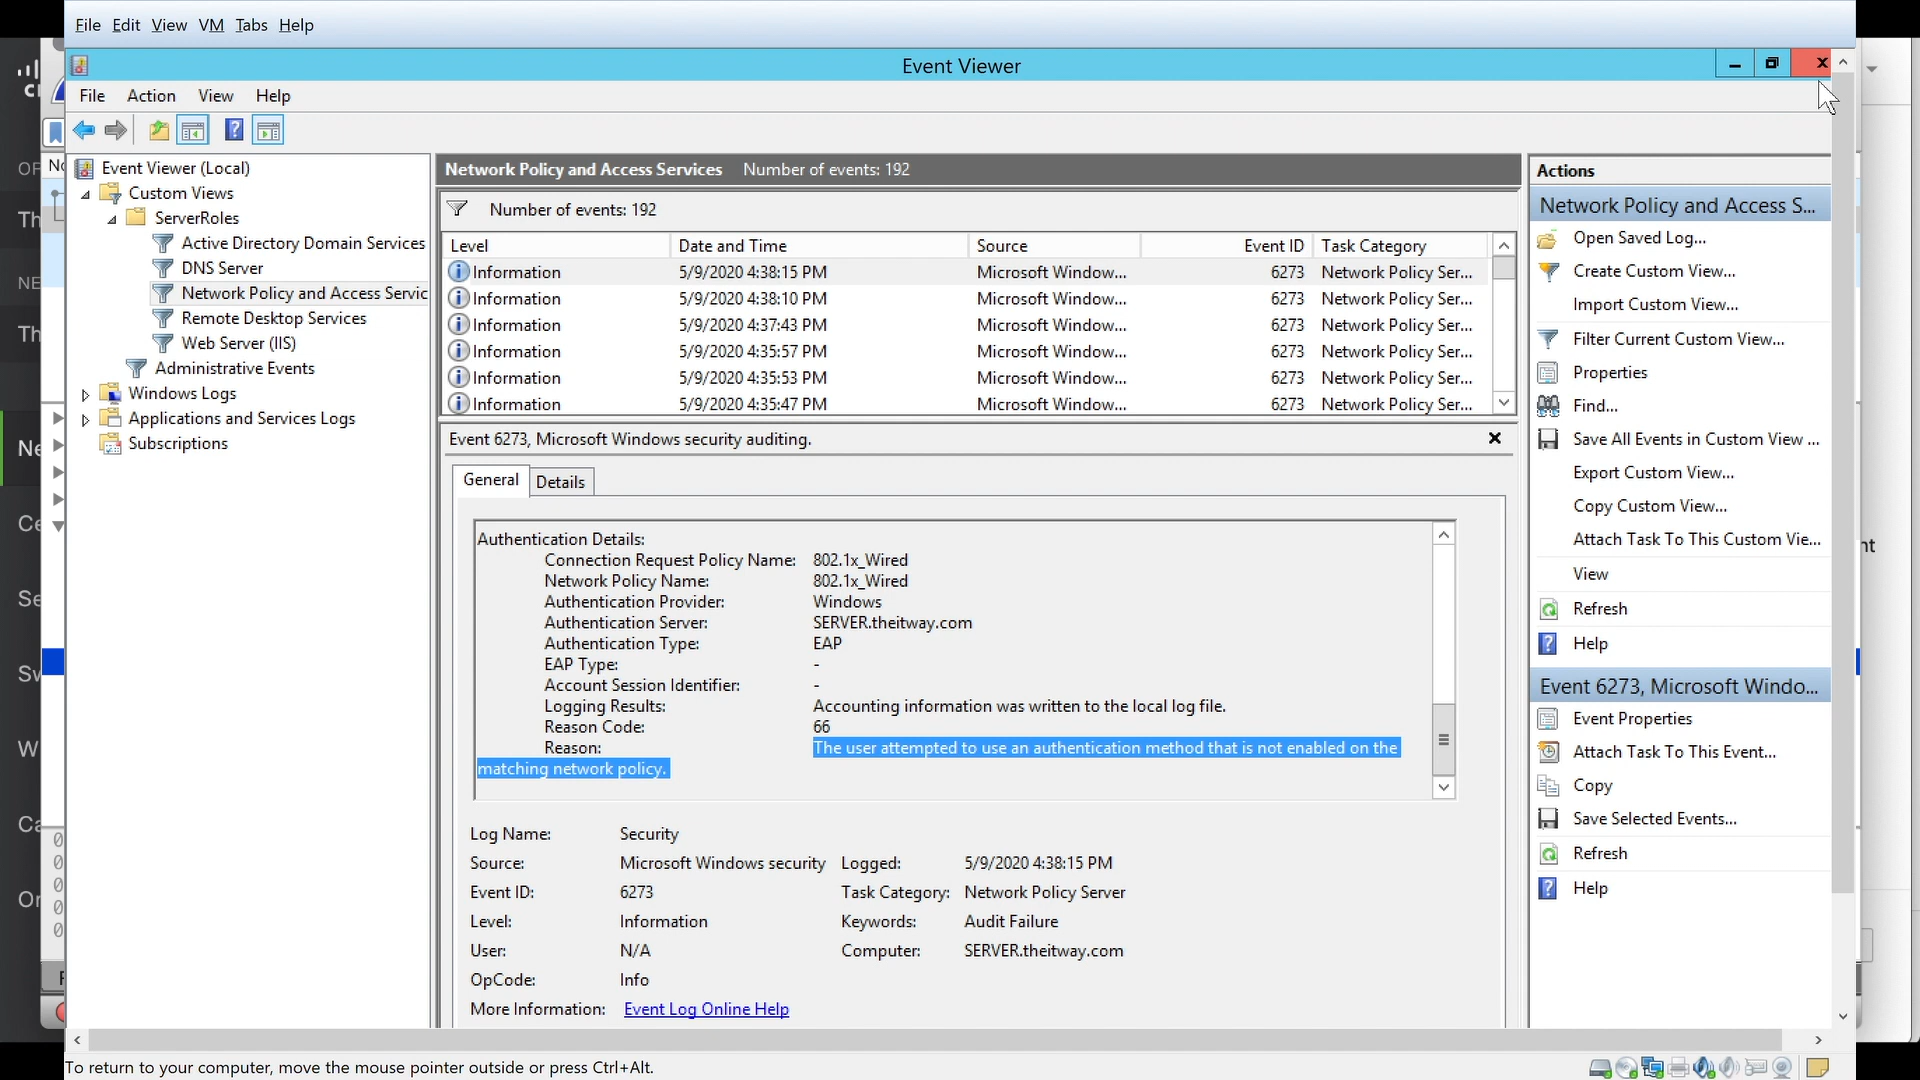 File Edit View VM Tabs Help
Event Viewer
File Action View Help
Event Viewer (Local)
Custom Views
ServerRoles
Active Directory Domain Services
DNS Server
Network Policy and Access Servic
Remote Desktop Services
Web Server (IIS)
Administrative Events
Windows Logs
Applications and Services Logs
Subscriptions
Network Policy and Access Services Number of events: 192
Number of events: 192
Level Date and Time Source Event ID Task Category
Information 5/9/2020 4:38:15 PM Microsoft Window... 6273 Network Policy Ser...
Information 5/9/2020 4:38:10 PM Microsoft Window... 6273 Network Policy Ser...
Information 5/9/2020 4:37:43 PM Microsoft Window... 6273 Network Policy Ser...
Information 5/9/2020 4:35:57 PM Microsoft Window... 6273 Network Policy Ser...
Information 5/9/2020 4:35:53 PM Microsoft Window... 6273 Network Policy Ser...
Information 5/9/2020 4:35:47 PM Microsoft Window... 6273 Network Policy Ser...
Event 6273, Microsoft Windows security auditing.
General Details
Authentication Details:
Connection Request Policy Name: 802.1x_Wired
Network Policy Name: 802.1x_Wired
Authentication Provider: Windows
Authentication Server: SERVER.theitway.com
Authentication Type: EAP
EAP Type: -
Account Session Identifier: -
Logging Results: Accounting information was written to the local log file.
Reason Code: 66
Reason: The user attempted to use an authentication method that is not enabled on the
matching network policy.
Log Name: Security
Source: Microsoft Windows security Logged: 5/9/2020 4:38:15 PM
Event ID: 6273 Task Category: Network Policy Server
Level: Information Keywords: Audit Failure
User: N/A Computer: SERVER.theitway.com
OpCode: Info
More Information: Event Log Online Help
Actions
Network Policy and Access S...
Open Saved Log...
Create Custom View...
Import Custom View...
Filter Current Custom View...
Properties
Find...
Save All Events in Custom View ...
Export Custom View...
Copy Custom View...
Attach Task To This Custom Vie...
View
Refresh
Help
Event 6273, Microsoft Windo...
Event Properties
Attach Task To This Event...
Copy
Save Selected Events...
Refresh
Help
To return to your computer, move the mouse pointer outside or press Ctrl+Alt.